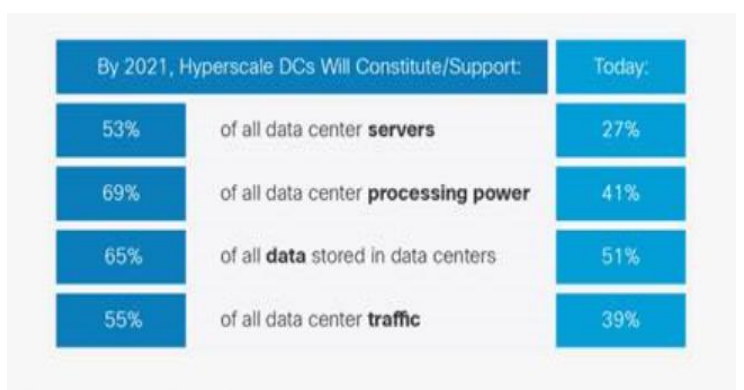 By 2021, Hyperscale DCs Will Constitute/Support: Today:
53% of all data center servers 27%
69% of all data center processing power 41%
65% of all data stored in data centers 51%
55% of all data center traffic 39%